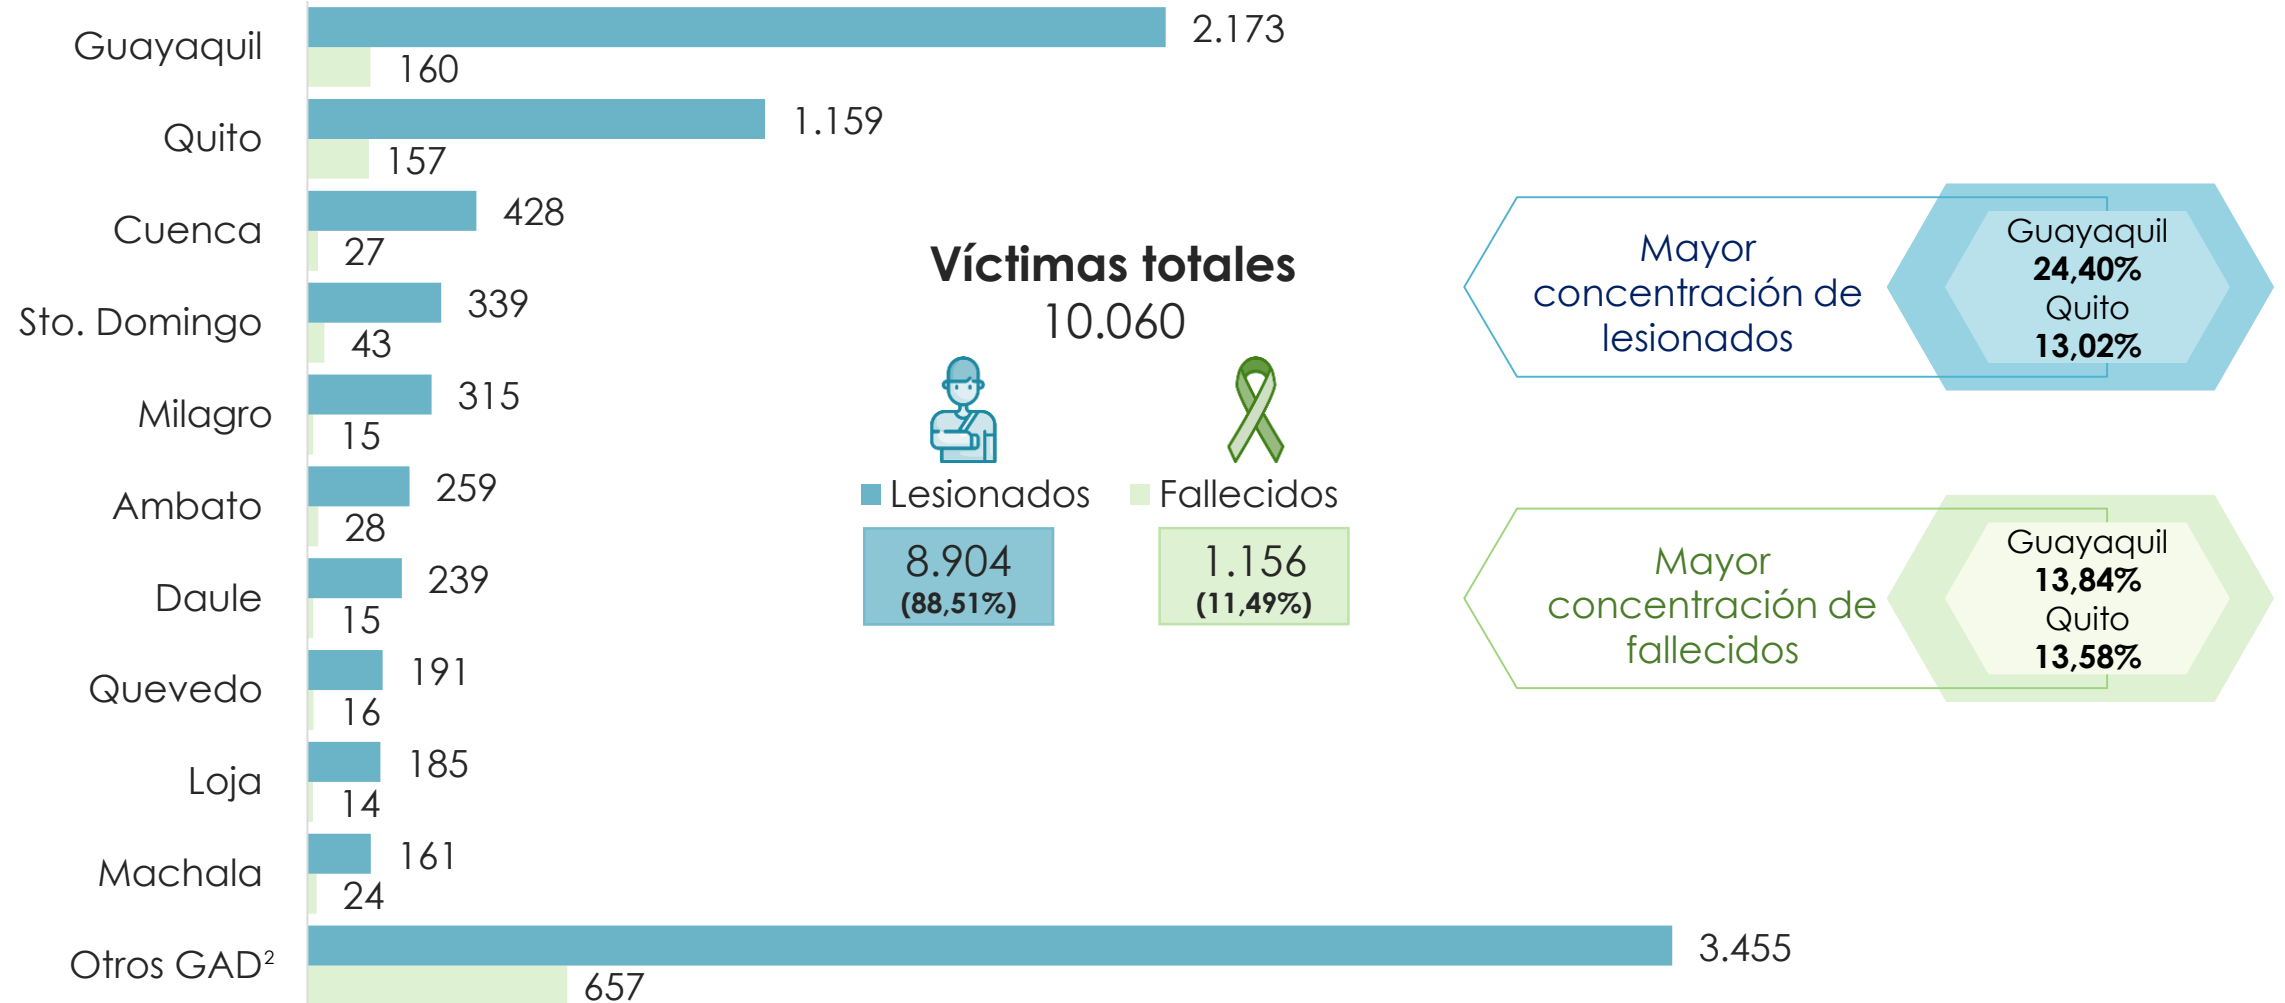 Guayaquil
2.173
160
Quito
1.159
157
Cuenca
428
27
Sto. Domingo
339
43
Milagro
315
15
Ambato
259
28
Daule
239
15
Quevedo
191
16
Loja
185
14
Machala
161
24
Otros GAD²
3.455
657
Víctimas totales
10.060
Lesionados
Fallecidos
8.904
(88,51%)
1.156
(11,49%)
Mayor
concentración de
lesionados
Guayaquil
24,40%
Quito
13,02%
Mayor
concentración de
fallecidos
Guayaquil
13,84%
Quito
13,58%